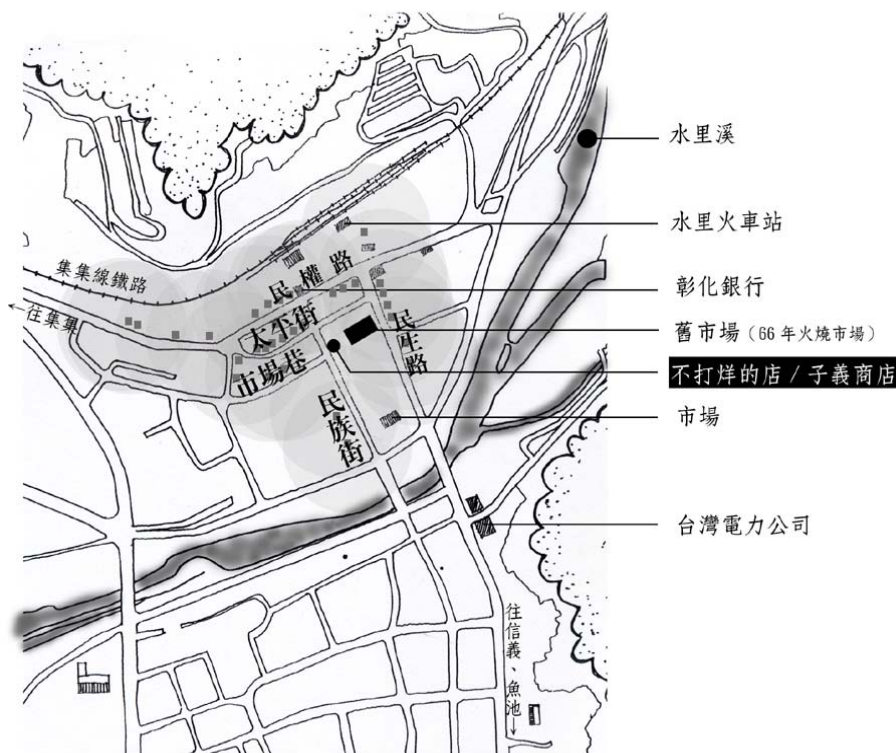 水里溪
水里火車站
集集線鐵路
民權路
彰化銀行
←往集集
太平街
舊市場（66 年火燒市場）
民生路
市場巷
不打烊的店 / 子義商店
民族街
市場
台灣電力公司
往信義、魚池→